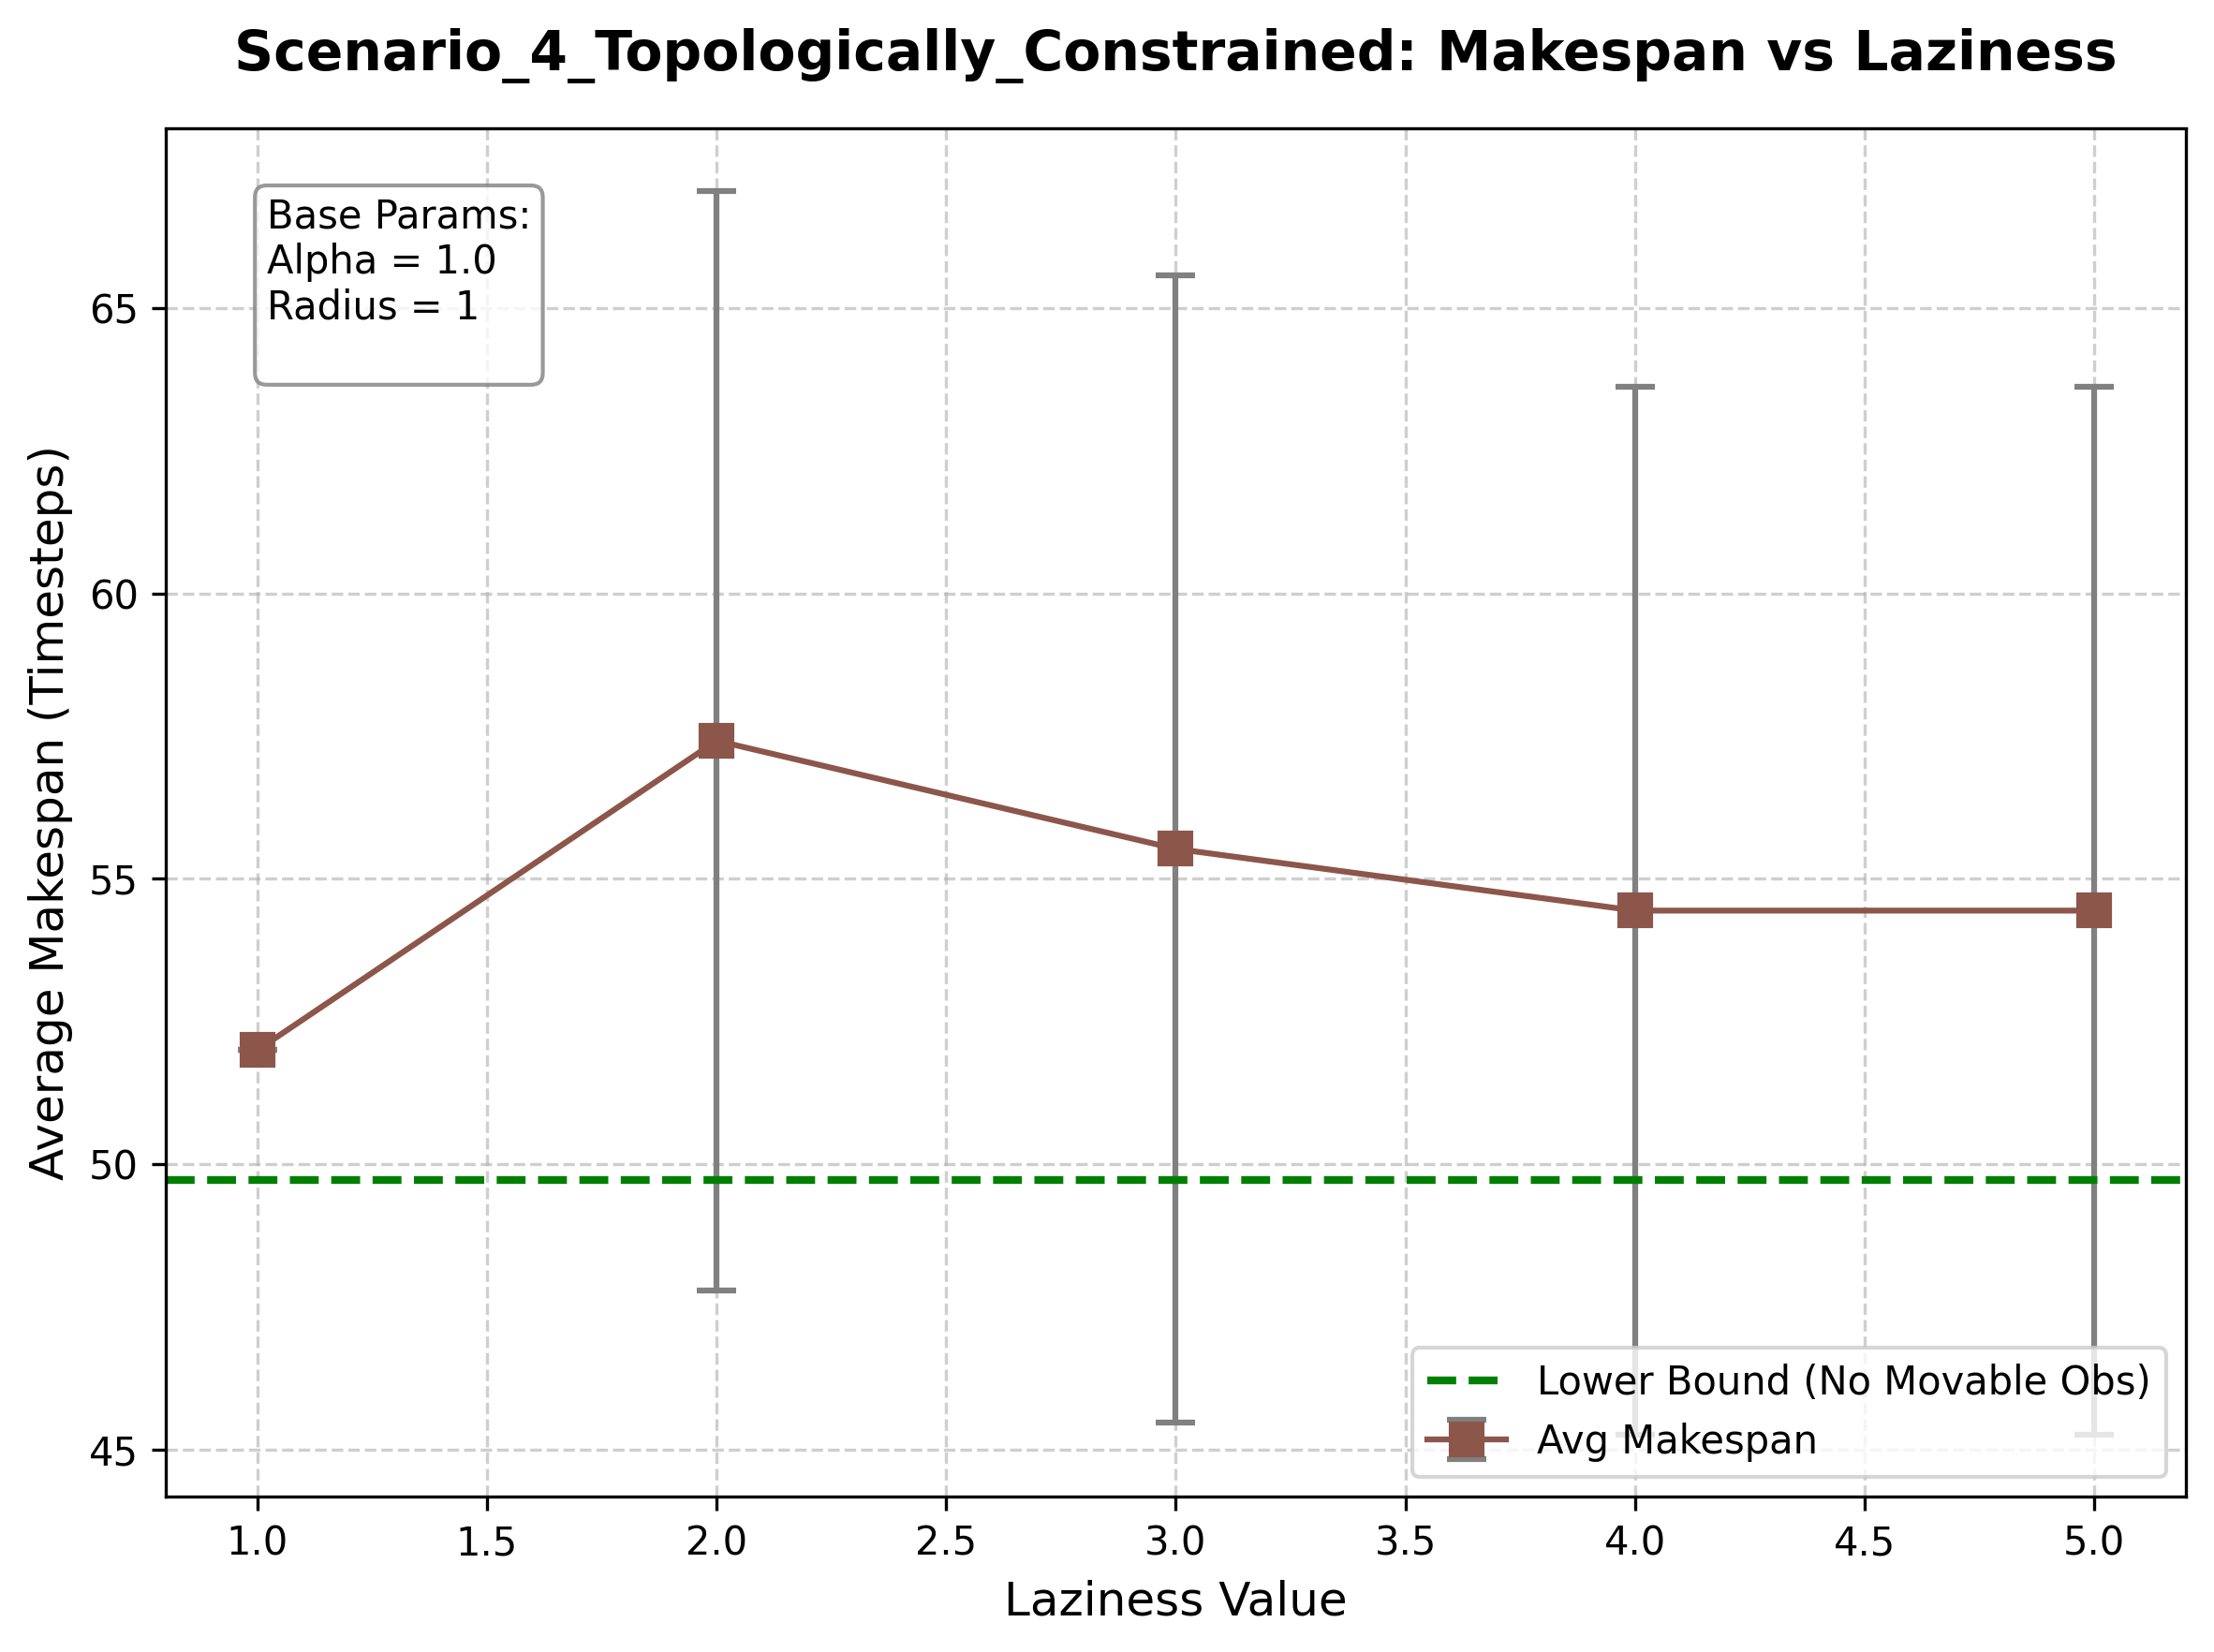 Scenario_4_Topologically_Constrained: Makespan vs Laziness
Base Params:
Alpha = 1.0
Radius = 1
Average Makespan (Timesteps)
65
60
55
50
45
Lower Bound (No Movable Obs)
Avg Makespan
1.0 1.5 2.0 2.5 3.0 3.5 4.0 4.5 5.0
Laziness Value